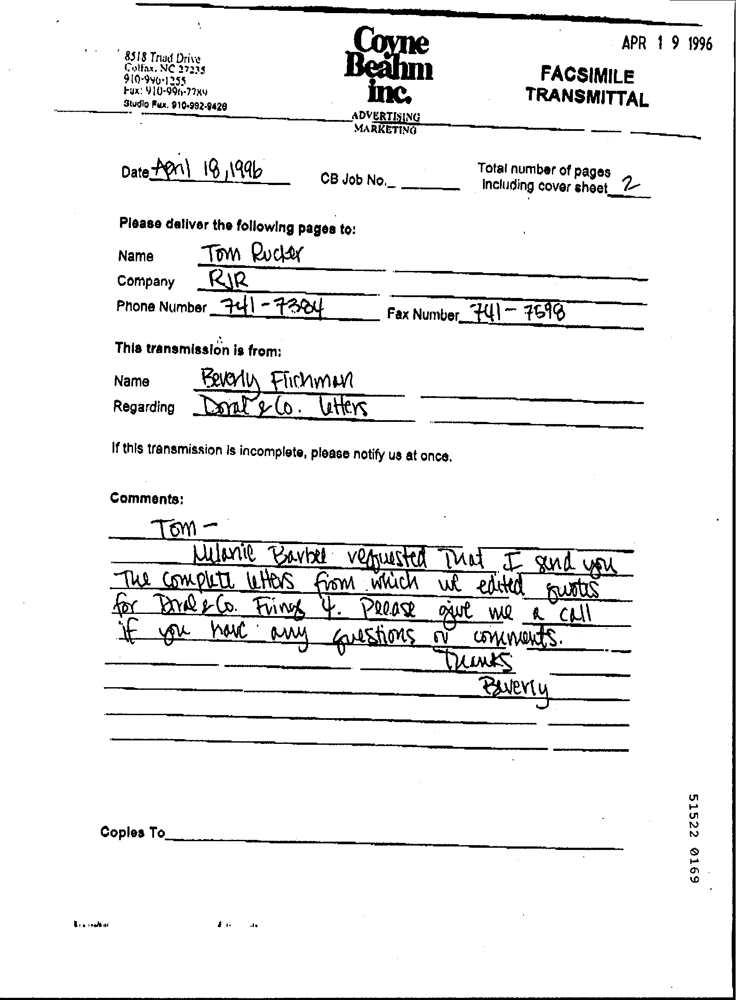 APR 1 9 1996
8518 Triad Drive
Colfax, NC 27235
910-996-1255
Fax: 910-996-7789
Studio Fax. 910-992-9428
Coyne
Beahm
inc.
ADVERTISING
MARKETING
FACSIMILE
TRANSMITTAL
Date April 18, 1996
CB Job No.
Total number of pages
Including cover sheet 2
Please deliver the following pages to:
Name Tom Rucker
Company RJR
Phone Number 741-7384 Fax Number 741-7598
This transmission is from:
Name Beverly
Regarding Doral & Co. letters
If this transmission is incomplete, please notify us at once.
Comments:
Tom -
Melanie Barbee requested that I send you
The complete letters from which we edited quotes
for Doral & Co. 4. Please give me a call
if you have any questions or comments.
Thanks
Beverly
Copies To
51522 0169